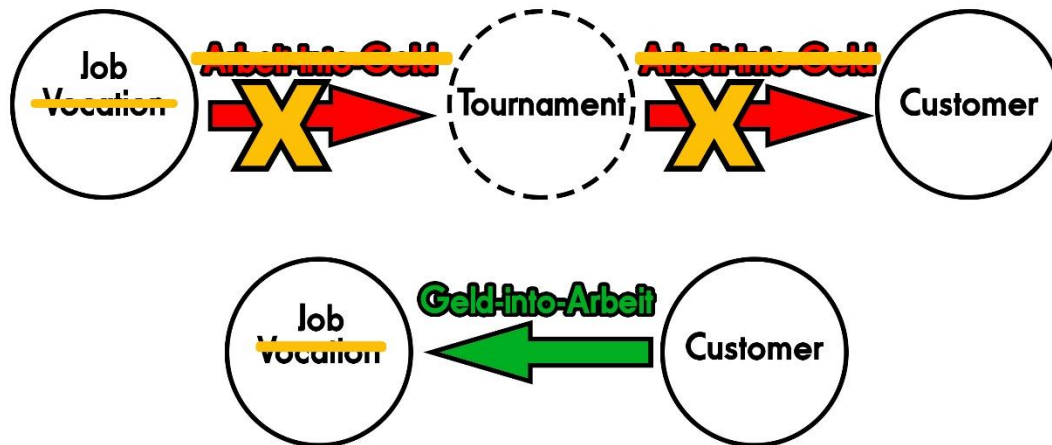 Job
Vocation
Arbeit-into-Geld
X
Tournament
Arbeit-into-Geld
X
Customer
Job
Vocation
Geld-into-Arbeit
Customer